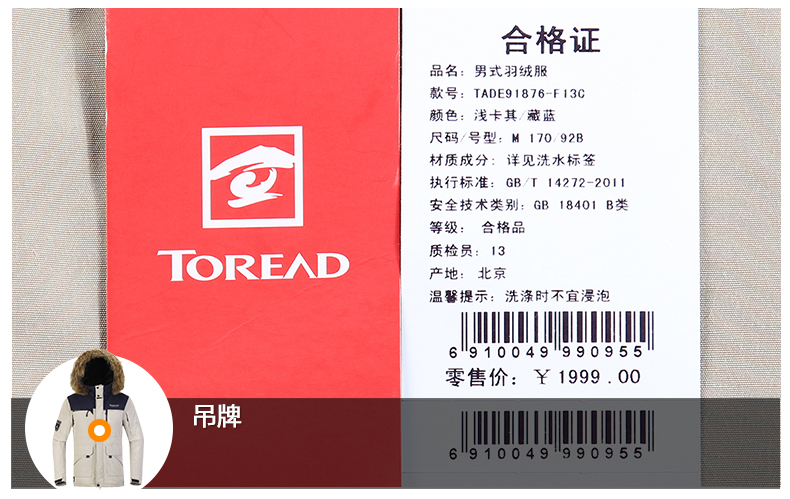 TOREAD
合格证
品名: 男式羽绒服
款号: TADE91876-F13C
颜色: 浅卡其/藏蓝
尺码/号型: M 170/92B
材质成分: 详见洗水标签
执行标准: GB/T 14272-2011
安全技术类别: GB 18401 B类
等级: 合格品
质检员: 13
产地: 北京
温馨提示: 洗涤时不宜浸泡
6 910049 990955
零售价: ¥ 1999.00
吊牌
6 910049 990955